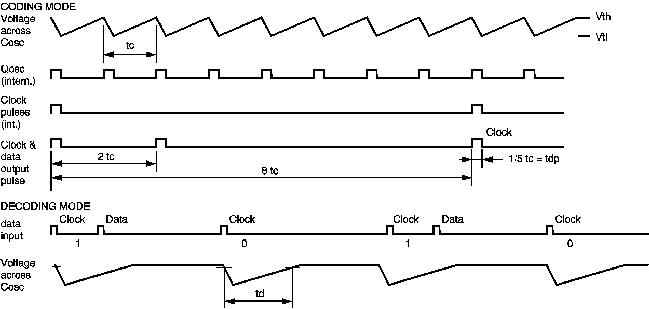 CODING MODE
Voltage
across
Cosc
Vth
Vtl
tc
Qosc
(intern.)
Clock
pulses
(int.)
Clock &
data
output
pulse
Clock
2 tc
1/5 tc = tdp
8 tc
DECODING MODE
data
input
Clock Data Clock Clock Data Clock
1 0 1 0
Voltage
across
Cosc
td